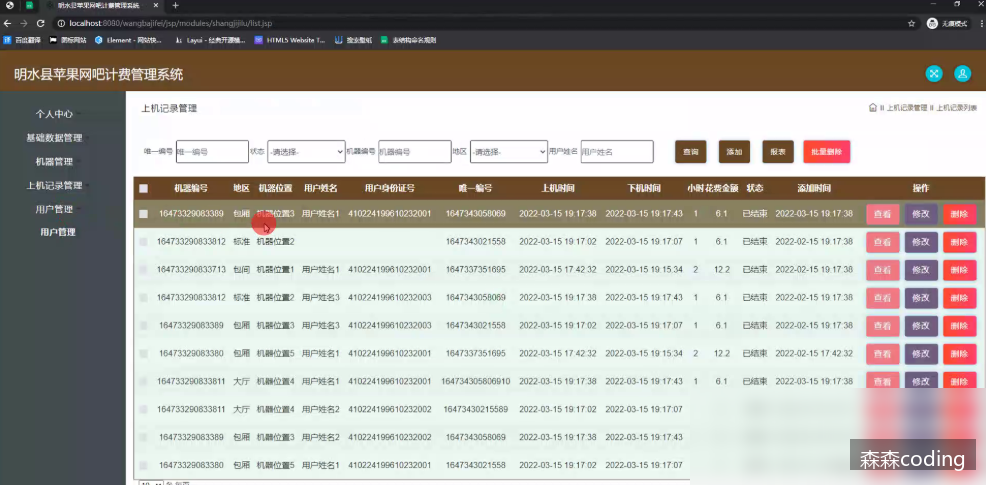 明水县苹果网吧计费管理系统
localhost:8080/wangbajifei/jsp/modules/shangjijilu/list.jsp
无痕模式
百度翻译 图标网站 Element - 网站快... Layui - 经典开源模... HTML5 Website T... 我变壁纸 系统结构命名规则
明水县苹果网吧计费管理系统
个人中心
基础数据管理
机器管理
上机记录管理
用户管理
用户管理
上机记录管理
上机记录管理 上机记录列表
唯一编号 唯一编号 状态 -请选择- 机器编号 机器编号 地区 -请选择- 用户姓名 用户姓名 查询 添加 报表 批量删除
机器编号 地区 机器位置 用户姓名 用户身份证号 唯一编号 上机时间 下机时间 小时 花费金额 状态 添加时间 操作
16473329083389 包厢 机器位置3 用户姓名1 410224199610232001 1647343058069 2022-03-15 19:17:38 2022-03-15 19:17:43 1 6.1 已结束 2022-03-15 19:17:38 查看 修改 删除
164733290833812 标准 机器位置2 1647343021558 2022-03-15 19:17:02 2022-03-15 19:17:07 1 6.1 已结束 2022-02-15 19:17:38 查看 修改 删除
164733290833713 包间 机器位置1 用户姓名1 410224199610232001 1647337351695 2022-03-15 17:42:32 2022-03-15 19:15:34 2 12.2 已结束 2022-02-15 19:17:38 查看 修改 删除
164733290833812 标准 机器位置2 用户姓名3 410224199610232003 1647343058069 2022-03-15 19:17:38 2022-03-15 19:17:43 1 6.1 已结束 2022-02-15 19:17:38 查看 修改 删除
16473329083389 包厢 机器位置3 用户姓名3 410224199610232003 1647343021558 2022-03-15 19:17:02 2022-03-15 19:17:07 1 6.1 已结束 2022-02-15 19:17:38 查看 修改 删除
16473329083380 包厢 机器位置5 用户姓名1 410224199610232001 1647337351695 2022-03-15 17:42:32 2022-03-15 19:15:34 2 12.2 已结束 2022-02-15 17:42:32 查看 修改 删除
164733290833811 大厅 机器位置4 用户姓名1 410224199610232001 164734305806910 2022-03-15 19:17:38 2022-03-15 19:17:43 1 6.1 已结束 2022-02-15 19:17:38 查看 修改 删除
164733290833811 大厅 机器位置4 用户姓名2 410224199610232002 16473430215589 2022-03-15 19:17:02 2022-03-15 19:17:07
16473329083389 包厢 机器位置3 用户姓名2 410224199610232002 1647343058069 2022-03-15 19:17:38 2022-03-15 19:17:43
16473329083380 包厢 机器位置5 用户姓名2 410224199610232001 1647343021558 2022-03-15 19:17:02 2022-03-15 19:17:07
森森coding